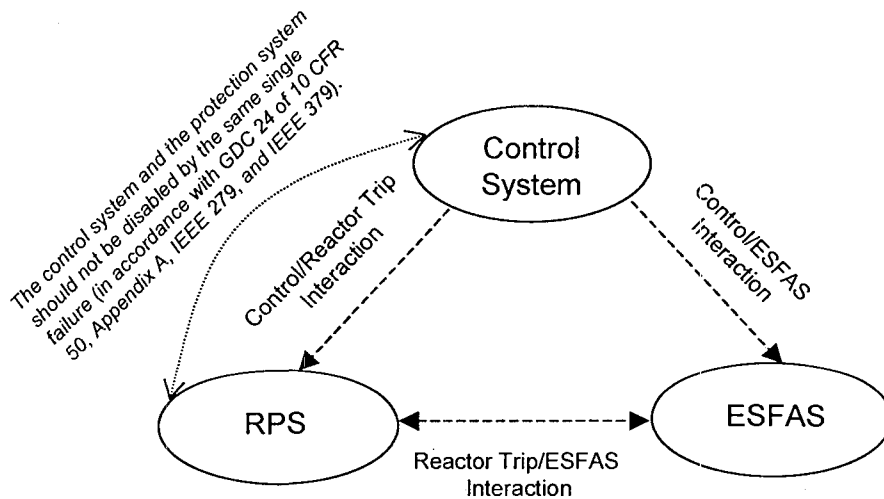 The control system and the protection system
should not be disabled by the same single
failure (in accordance with GDC 24 of 10 CFR
50, Appendix A, IEEE 279, and IEEE 379).
Control
System
Control/Reactor Trip
Interaction
Control/ESFAS
Interaction
RPS
ESFAS
Reactor Trip/ESFAS
Interaction